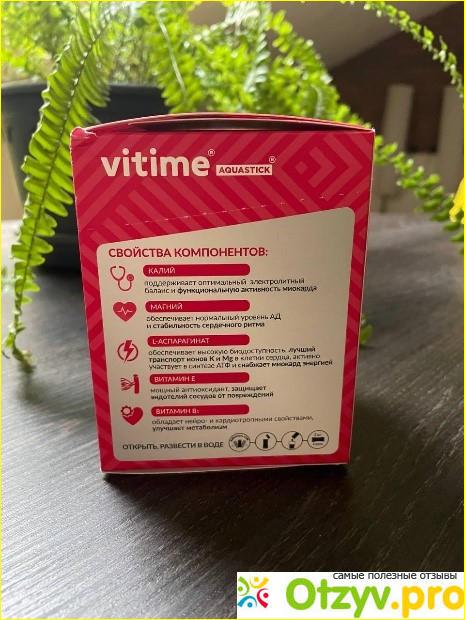 vitime®
AQUASTICK®
СВОЙСТВА КОМПОНЕНТОВ:
КАЛИЙ
поддерживает оптимальный электролитный
баланс и функциональную активность миокарда
МАГНИЙ
обеспечивает нормальный уровень АД
и стабильность сердечного ритма
L-АСПАРАГИНАТ
обеспечивает высокую биодоступность, лучший
транспорт ионов K и Mg в клетки сердца, активно
участвует в синтезе АТФ и снабжает миокард энергией
ВИТАМИН Е
мощный антиоксидант, защищает
эндотелий сосудов от повреждений
ВИТАМИН B₁
обладает нейро- и кардиотропными свойствами,
улучшает метаболизм
ОТКРЫТЬ, РАЗВЕСТИ В ВОДЕ
самые полезные отзывы
Otzyv.pro